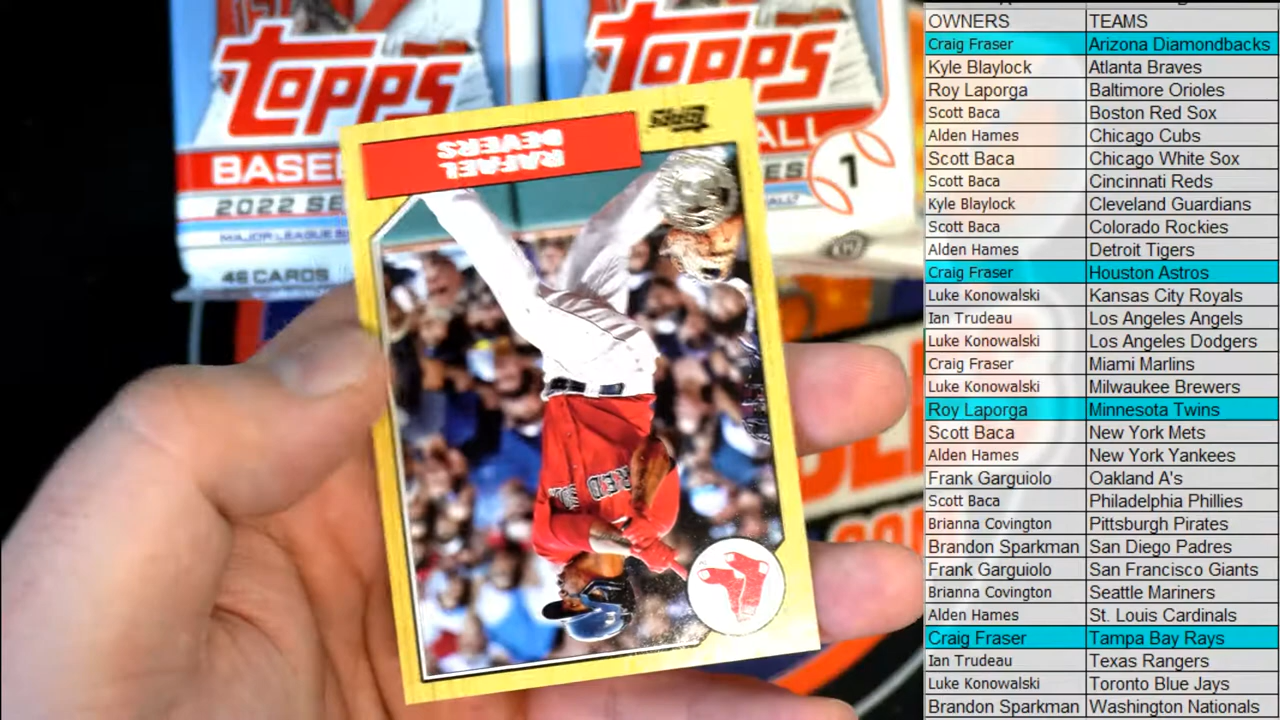 TOPPS
BASEB
2022 SE
MAJOR LEAGUE B
46 CARDS
TOPPS
ALL
ES 1
RAFAEL
DEVERS
Topps
RED
OWNERS TEAMS
Craig Fraser Arizona Diamondbacks
Kyle Blaylock Atlanta Braves
Roy Laporga Baltimore Orioles
Scott Baca Boston Red Sox
Alden Hames Chicago Cubs
Scott Baca Chicago White Sox
Scott Baca Cincinnati Reds
Kyle Blaylock Cleveland Guardians
Scott Baca Colorado Rockies
Alden Hames Detroit Tigers
Craig Fraser Houston Astros
Luke Konowalski Kansas City Royals
Ian Trudeau Los Angeles Angels
Luke Konowalski Los Angeles Dodgers
Craig Fraser Miami Marlins
Luke Konowalski Milwaukee Brewers
Roy Laporga Minnesota Twins
Scott Baca New York Mets
Alden Hames New York Yankees
Frank Garguiolo Oakland A's
Scott Baca Philadelphia Phillies
Brianna Covington Pittsburgh Pirates
Brandon Sparkman San Diego Padres
Frank Garguiolo San Francisco Giants
Brianna Covington Seattle Mariners
Alden Hames St. Louis Cardinals
Craig Fraser Tampa Bay Rays
Ian Trudeau Texas Rangers
Luke Konowalski Toronto Blue Jays
Brandon Sparkman Washington Nationals